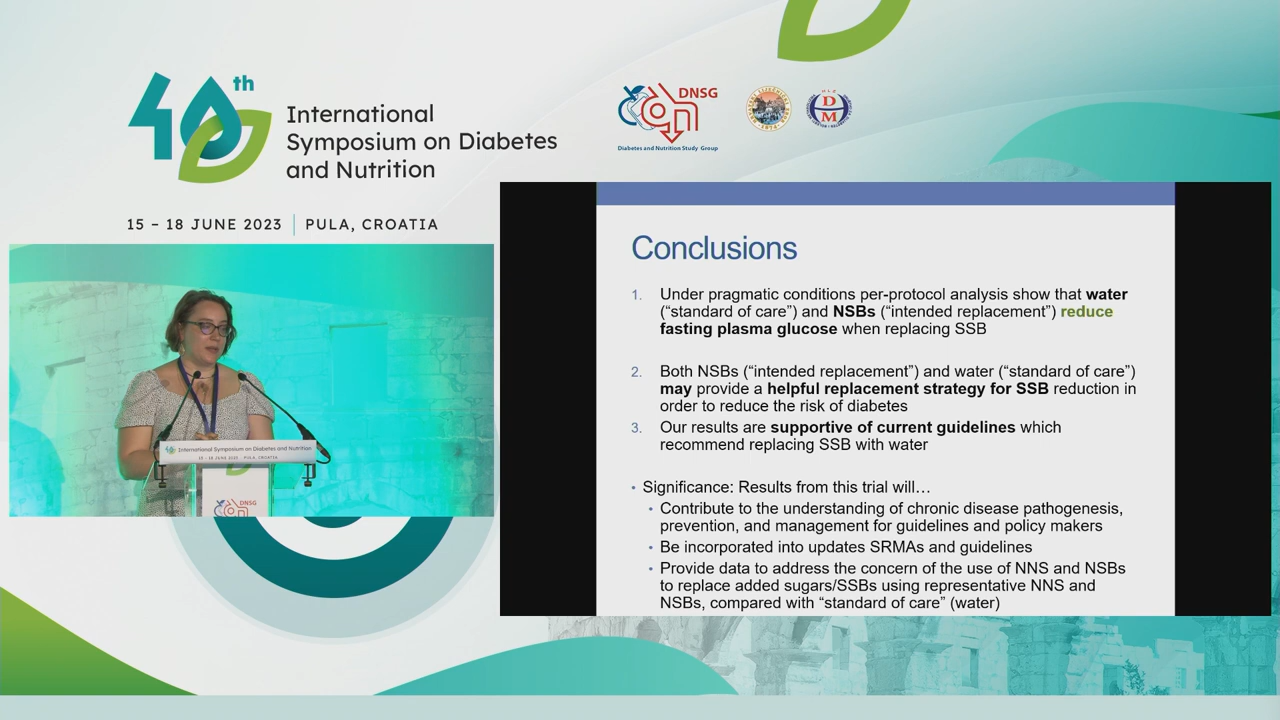 40th
International
Symposium on Diabetes
and Nutrition
15 – 18 JUNE 2023 | PULA, CROATIA
DNSG
Diabetes and Nutrition Study Group
D
M
International Symposium on Diabetes and Nutrition
15 - 18 JUNE 2023 | PULA, CROATIA
DNSG
Conclusions
1. Under pragmatic conditions per-protocol analysis show that water
(“standard of care”) and NSBs (“intended replacement”) reduce
fasting plasma glucose when replacing SSB
2. Both NSBs (“intended replacement”) and water (“standard of care”)
may provide a helpful replacement strategy for SSB reduction in
order to reduce the risk of diabetes
3. Our results are supportive of current guidelines which
recommend replacing SSB with water
• Significance: Results from this trial will…
• Contribute to the understanding of chronic disease pathogenesis,
prevention, and management for guidelines and policy makers
• Be incorporated into updates SRMAs and guidelines
• Provide data to address the concern of the use of NNS and NSBs
to replace added sugars/SSBs using representative NNS and
NSBs, compared with “standard of care” (water)